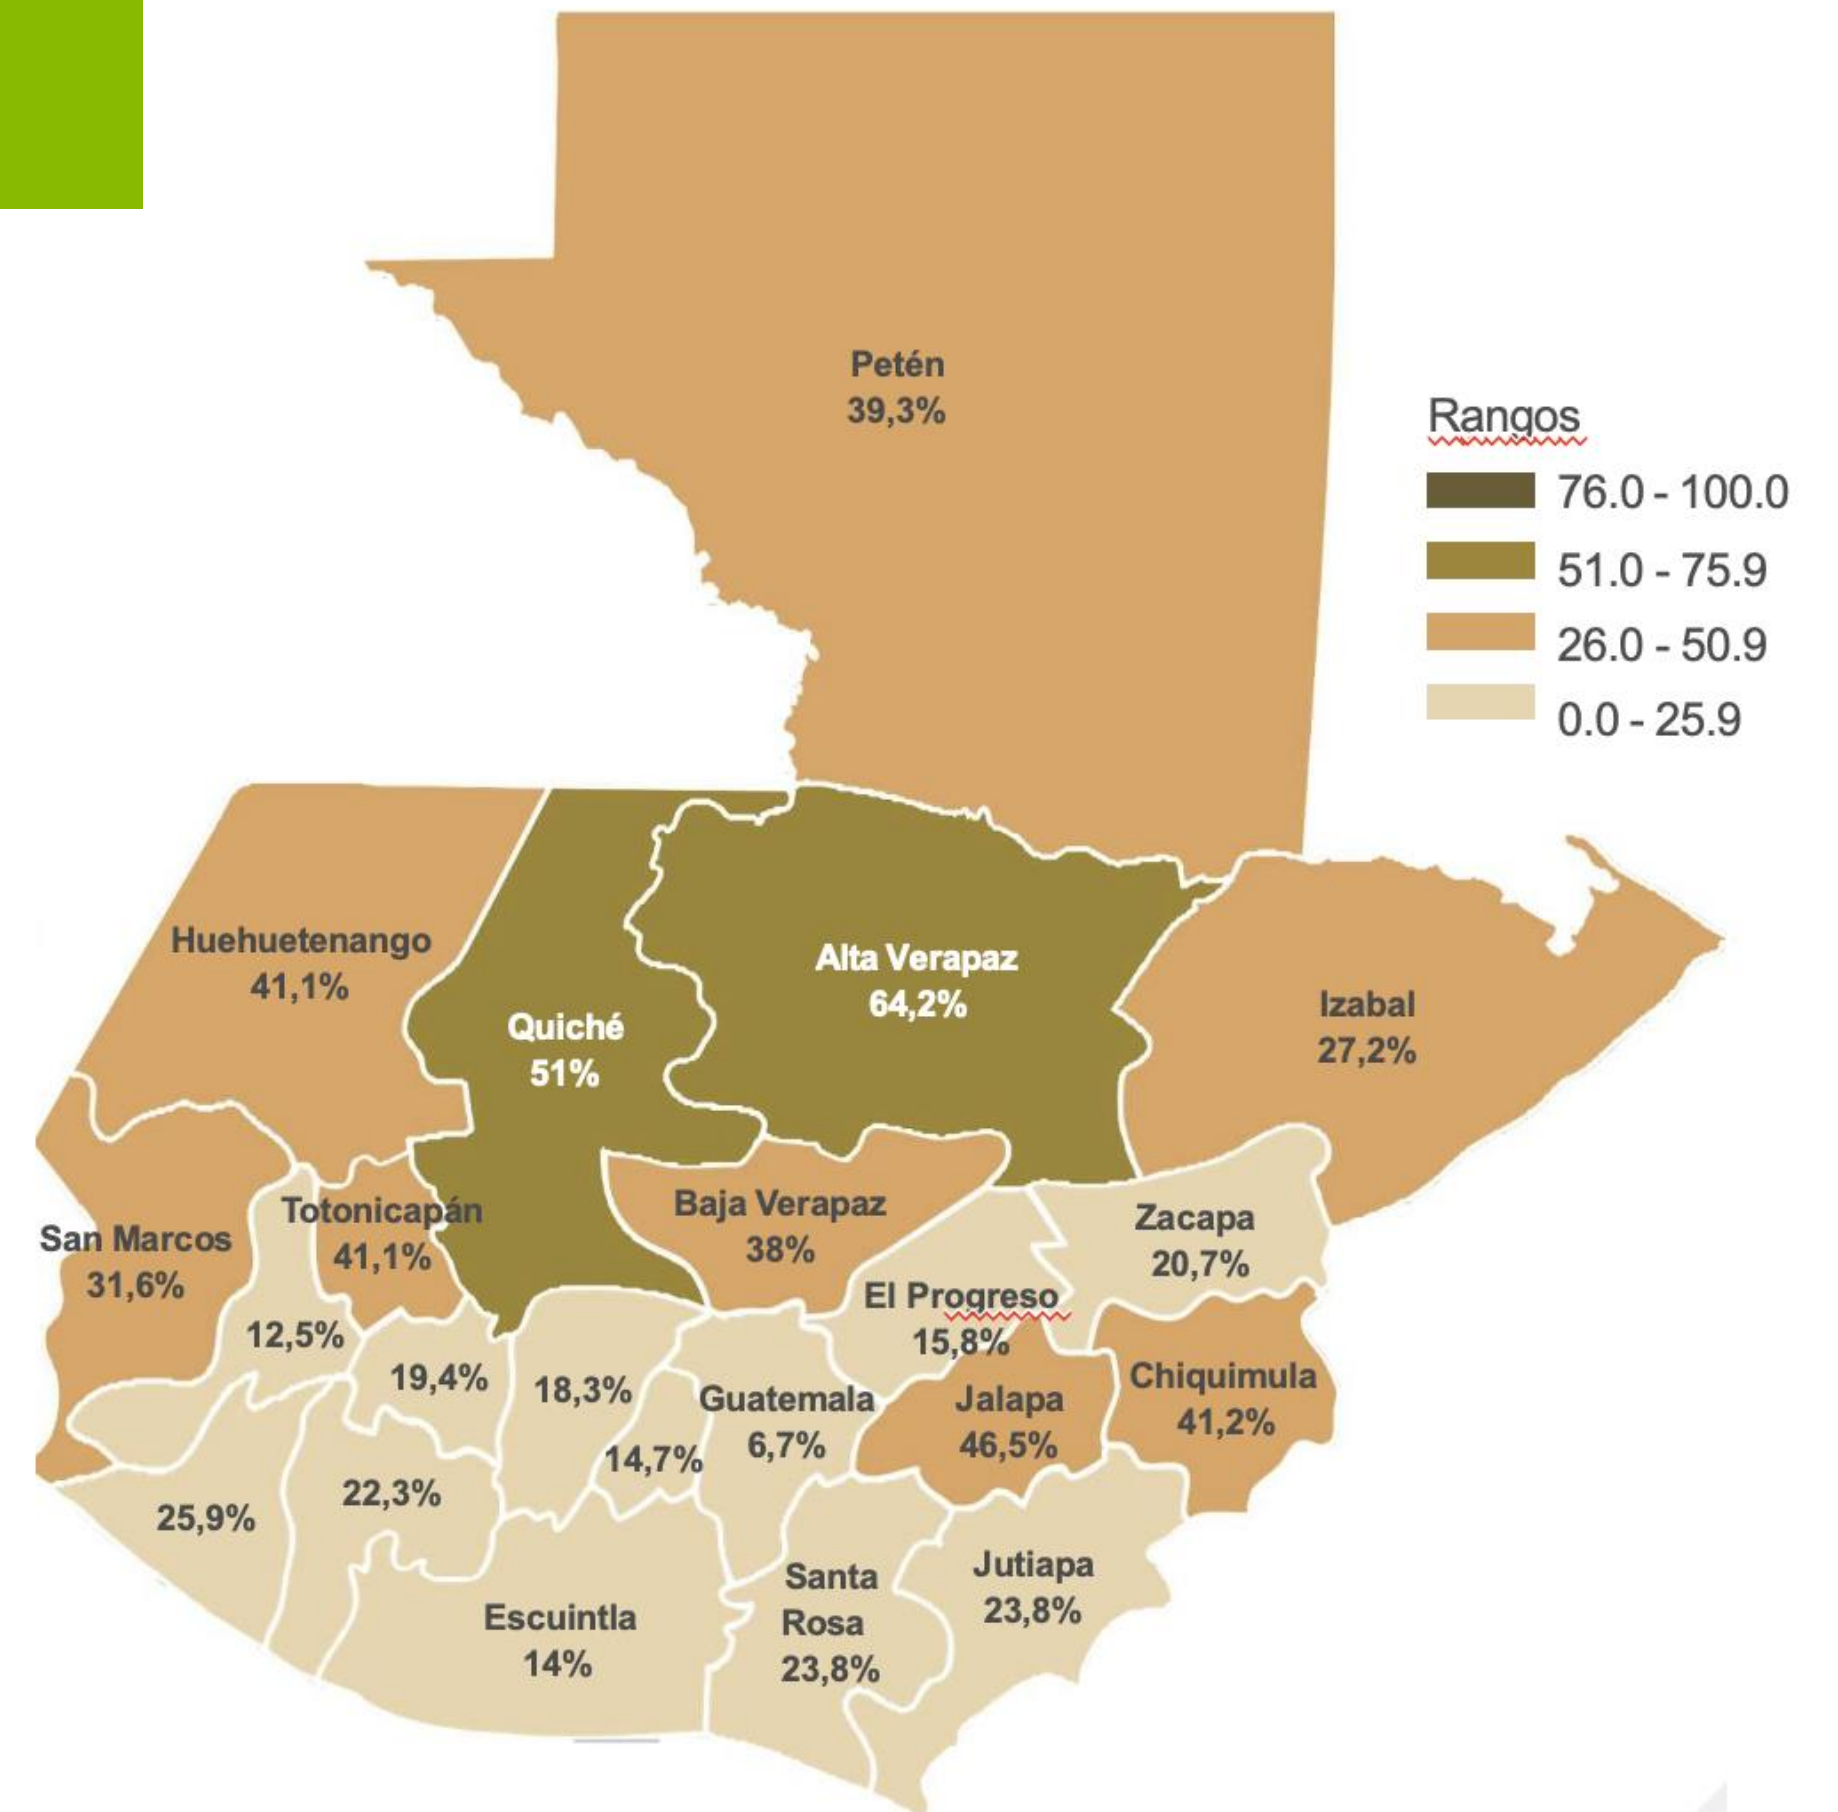 Petén
39,3%
Rangos
76.0 - 100.0
51.0 - 75.9
26.0 - 50.9
0.0 - 25.9
Huehuetenango
41,1%
Alta Verapaz
64,2%
Quiché
51%
Izabal
27,2%
San Marcos
31,6%
Totonicapán
41,1%
Baja Verapaz
38%
Zacapa
20,7%
El Progreso
15,8%
12,5%
19,4%
18,3%
14,7%
Guatemala
6,7%
Jalapa
46,5%
Chiquimula
41,2%
25,9%
22,3%
Escuintla
14%
Santa
Rosa
23,8%
Jutiapa
23,8%